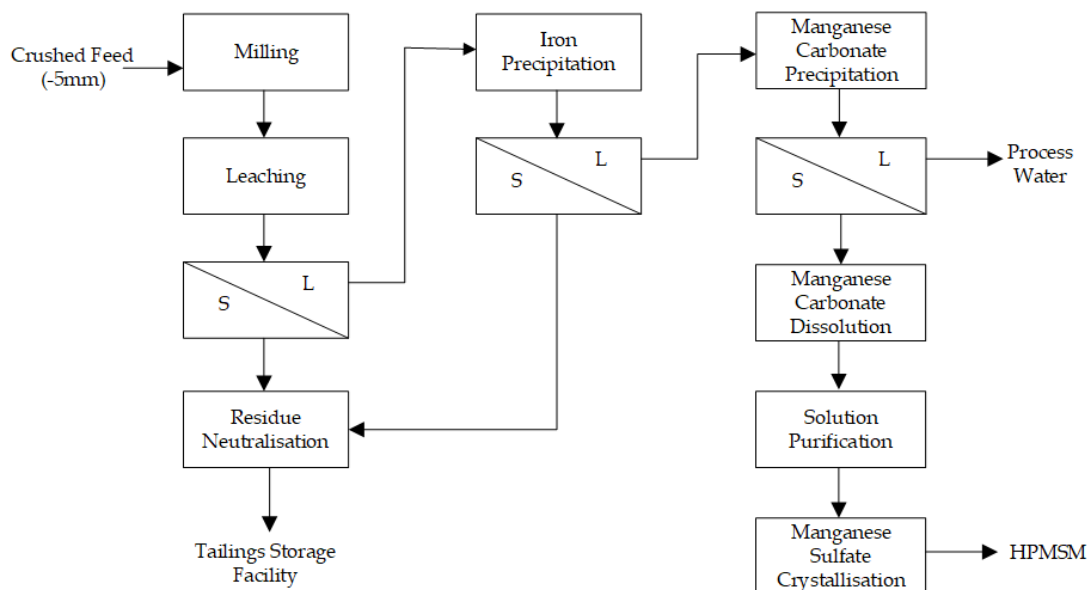 Crushed Feed
(-5mm)
Milling
Leaching
S
L
Residue
Neutralisation
Tailings Storage
Facility
Iron
Precipitation
S
L
Manganese
Carbonate
Precipitation
S
L
Process
Water
Manganese
Carbonate
Dissolution
Solution
Purification
Manganese
Sulfate
Crystallisation
HPMSM